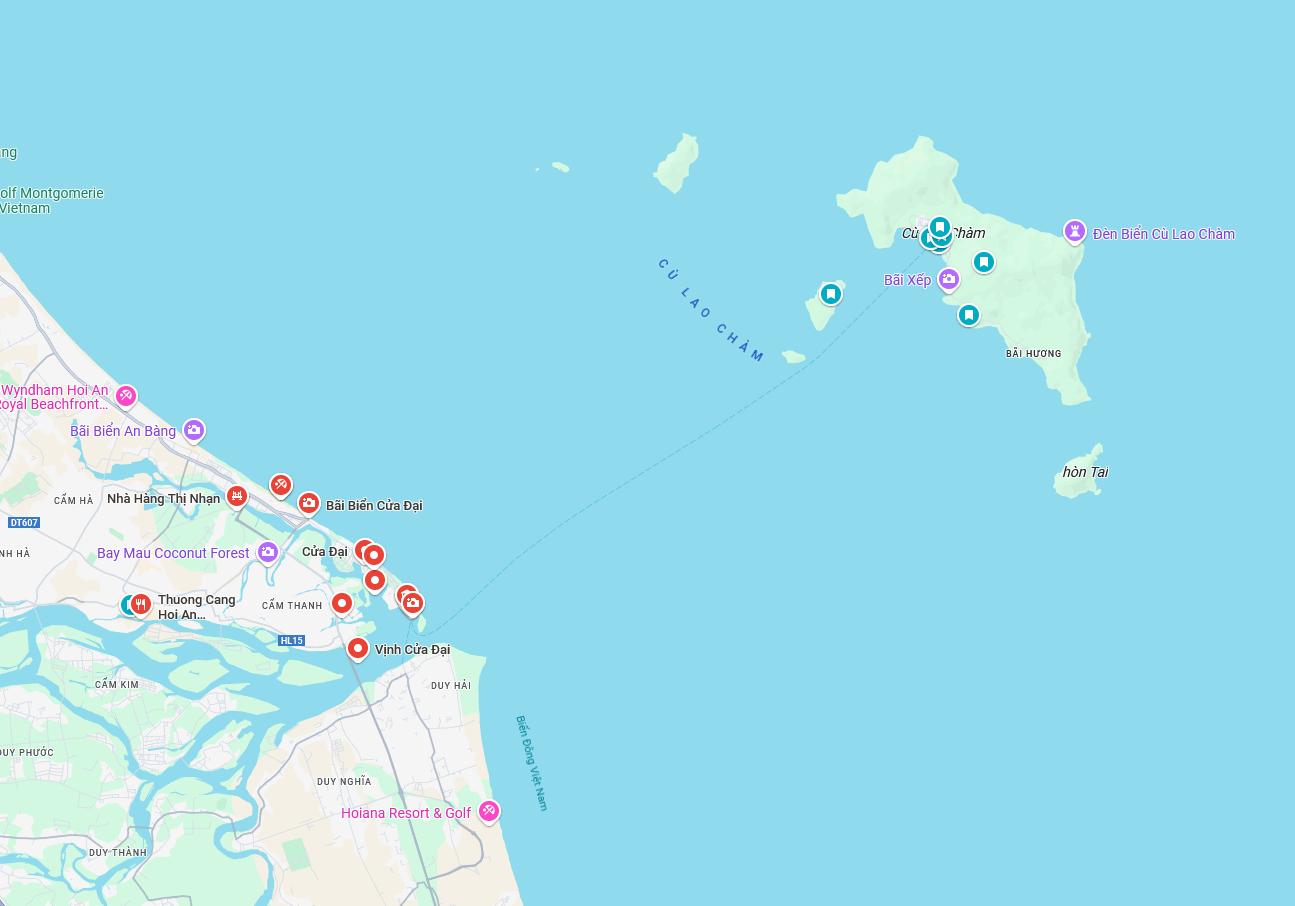 ng
olf Montgomerie
Vietnam
Chàm
Đèn Biển Cù Lao Chàm
Bãi Xếp
CÙ LAO CHÀM
BÃI HƯƠNG
Wyndham Hoi An
Royal Beachfront...
Bãi Biển An Bàng
hòn Tai
CẨM HÀ
Nhà Hàng Thị Nhạn
Bãi Biển Cửa Đại
DT607
NH HÀ
Bay Mau Coconut Forest
Cửa Đại
Thuong Cang
Hoi An...
CẨM THANH
HL15
Vịnh Cửa Đại
CẨM KIM
DUY HẢI
Biển Đông Việt Nam
DUY PHƯỚC
DUY NGHĨA
Hoiana Resort & Golf
DUY THÀNH